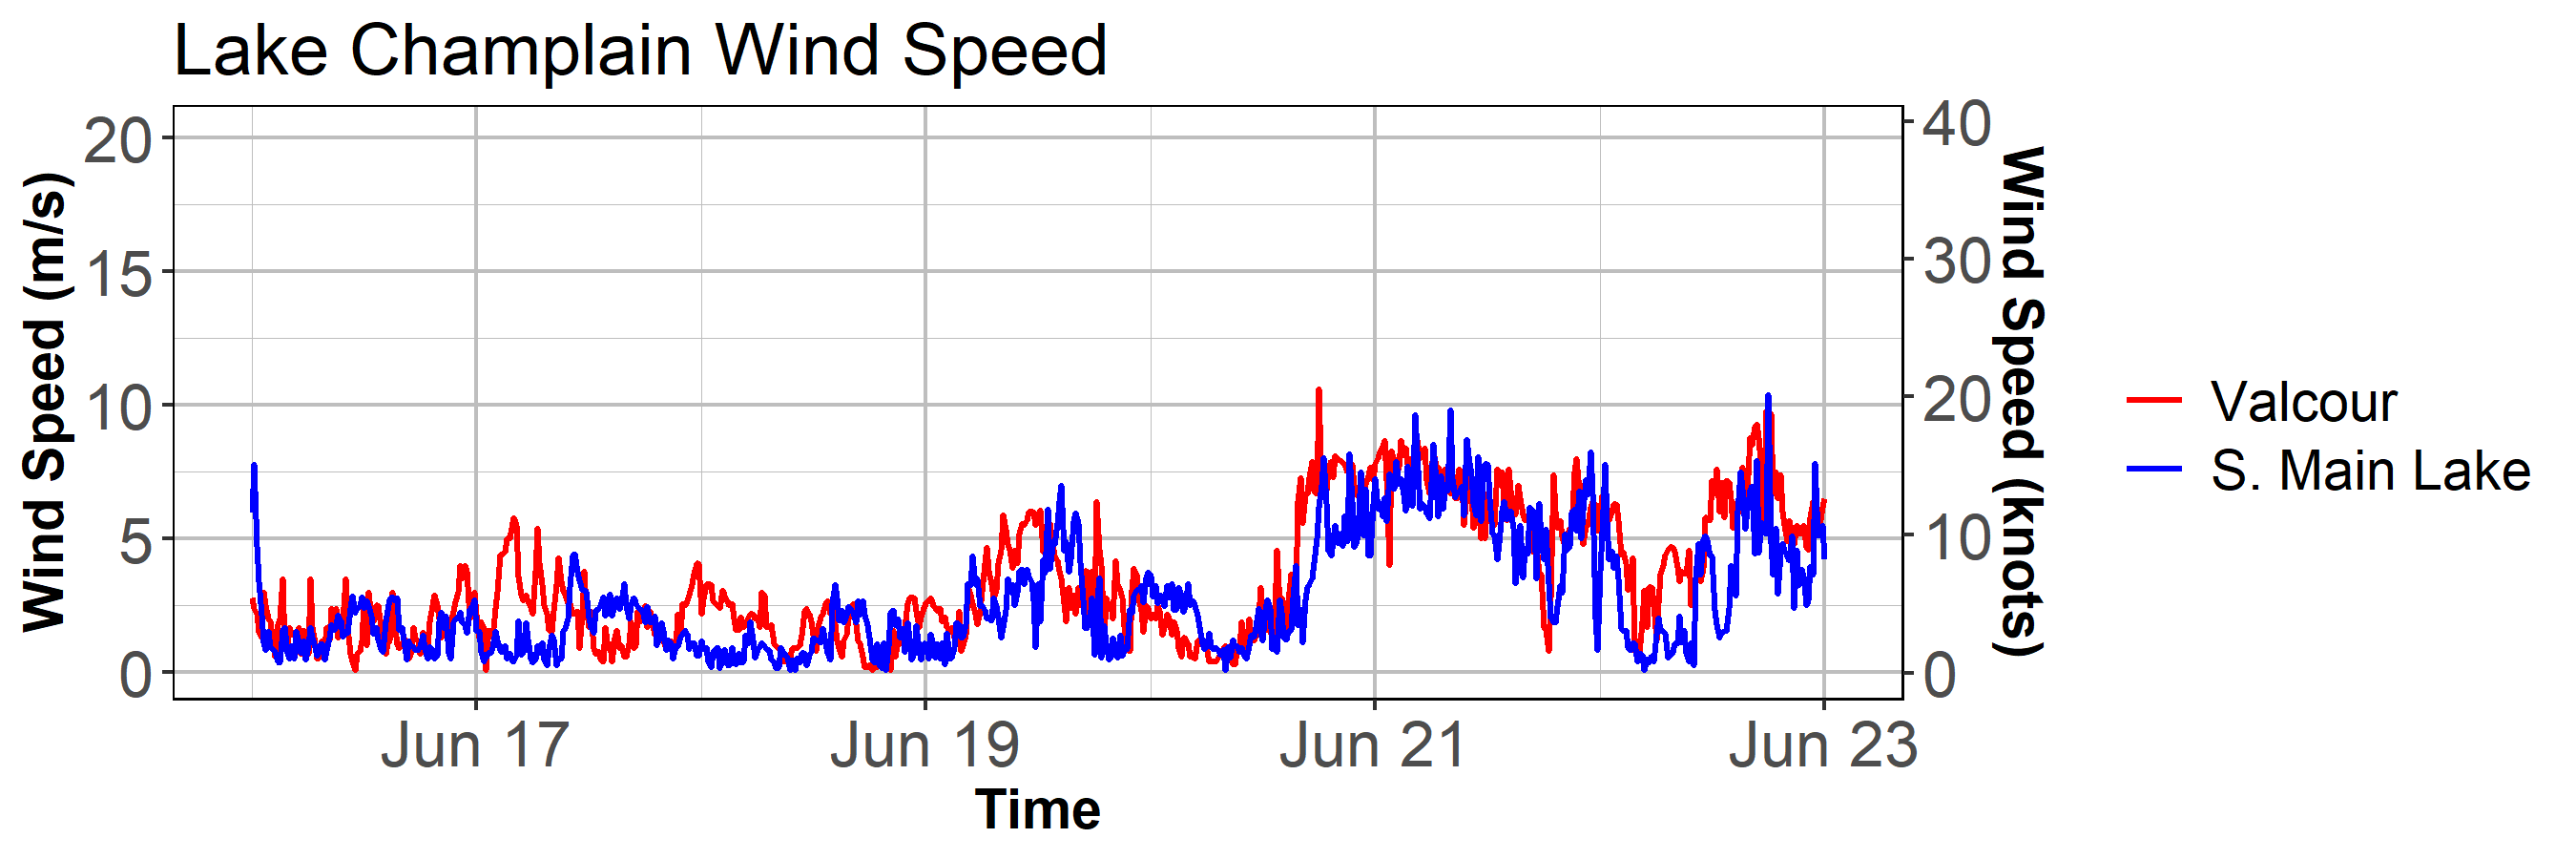 Lake Champlain Wind Speed
Wind Speed (m/s)
20
15
10
5
0
40
30
20
10
0
Wind Speed (knots)
Jun 17
Jun 19
Jun 21
Jun 23
Time
Valcour
S. Main Lake